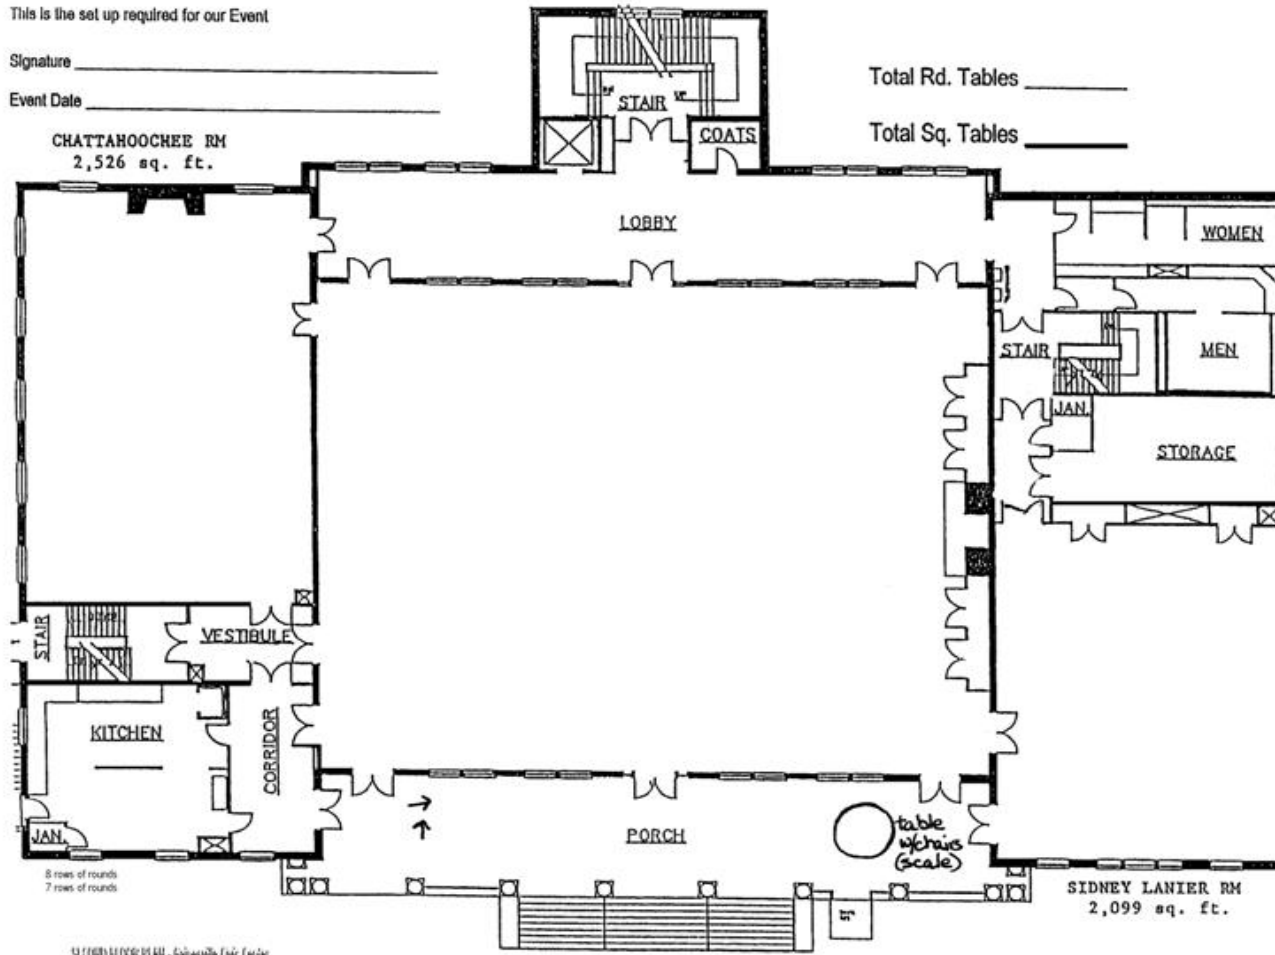 This is the set up required for our Event
Signature
Event Date
Total Rd. Tables
Total Sq. Tables
CHATTAHOOCHEE RM
2,526 sq. ft.
STAIR
COATS
LOBBY
WOMEN
STAIR
MEN
JAN.
STORAGE
STAIR
VESTIBULE
KITCHEN
CORRIDOR
JAN.
PORCH
table
w/chairs
(scale)
8 rows of rounds
7 rows of rounds
SIDNEY LANIER RM
2,099 sq. ft.